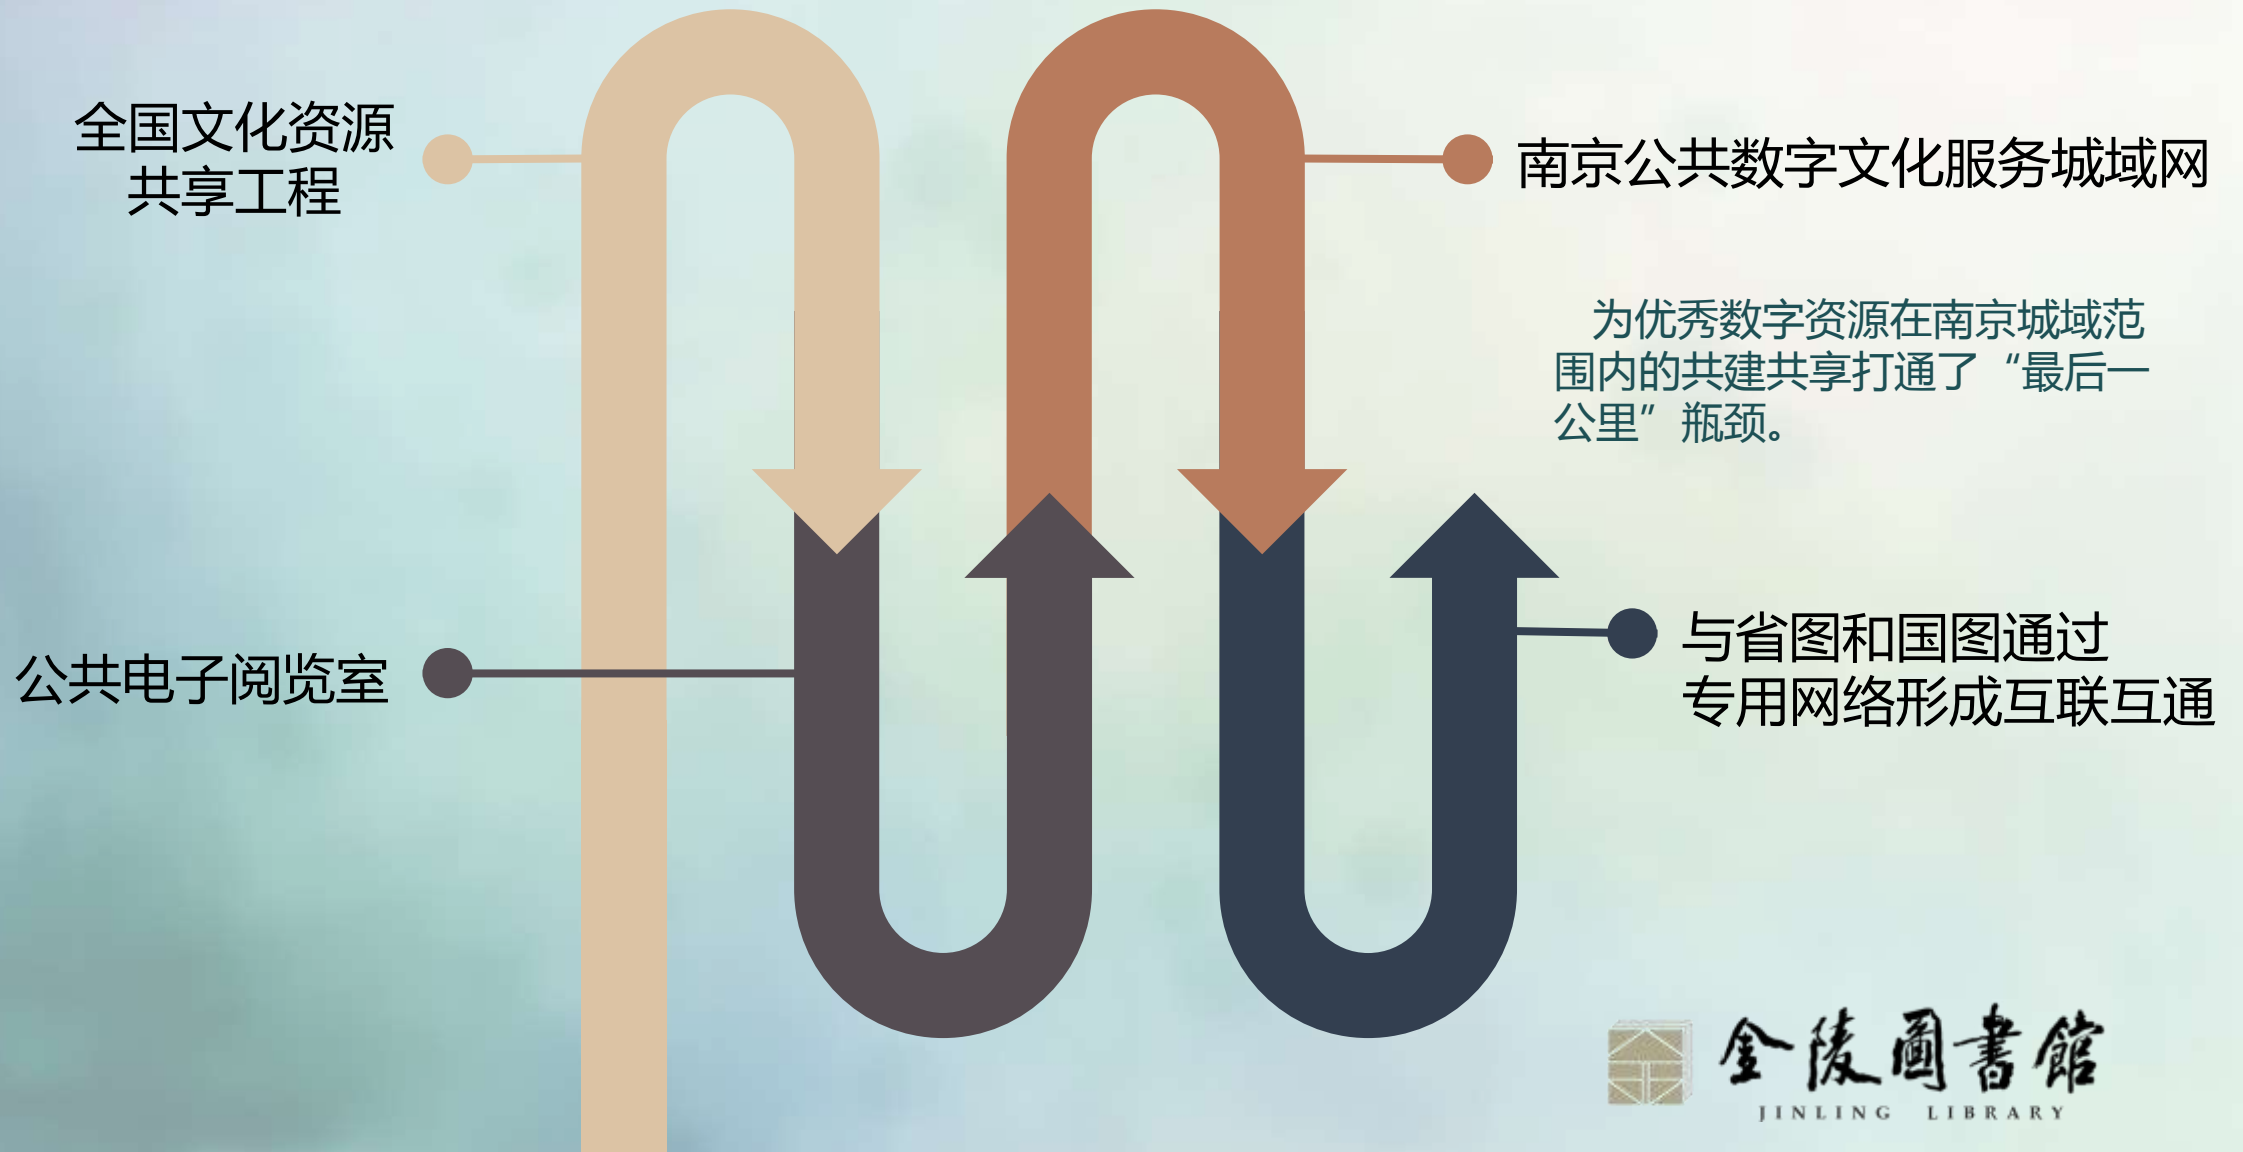 全国文化资源
共享工程
南京公共数字文化服务城域网
为优秀数字资源在南京城域范
围内的共建共享打通了“最后一
公里”瓶颈。
公共电子阅览室
与省图和国图通过
专用网络形成互联互通
金陵圖書館
JINLING LIBRARY